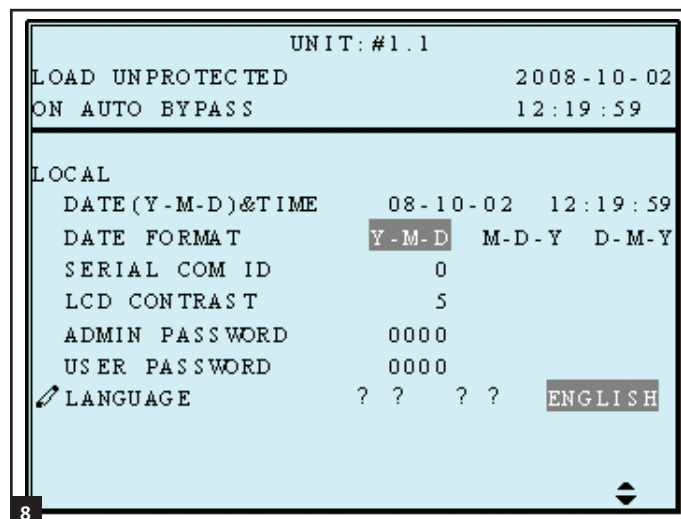 UNIT:#1.1
LOAD UNPROTECTED 2008-10-02
ON AUTO BYPASS 12:19:59
LOCAL
DATE(Y-M-D)&TIME 08-10-02 12:19:59
DATE FORMAT Y-M-D M-D-Y D-M-Y
SERIAL COM ID 0
LCD CONTRAST 5
ADMIN PASSWORD 0000
USER PASSWORD 0000
LANGUAGE ? ? ? ? ENGLISH
8